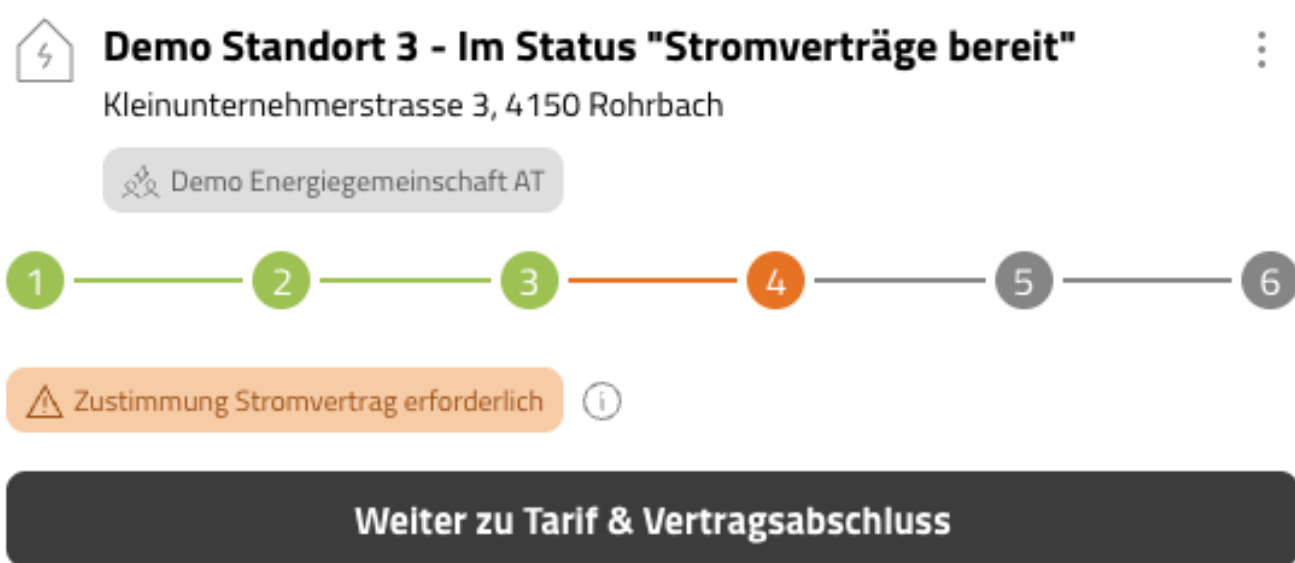 Demo Standort 3 - Im Status "Stromverträge bereit"
Kleinunternehmerstrasse 3, 4150 Rohrbach
Demo Energiegemeinschaft AT
1 2 3 4 5 6
Zustimmung Stromvertrag erforderlich i
Weiter zu Tarif & Vertragsabschluss